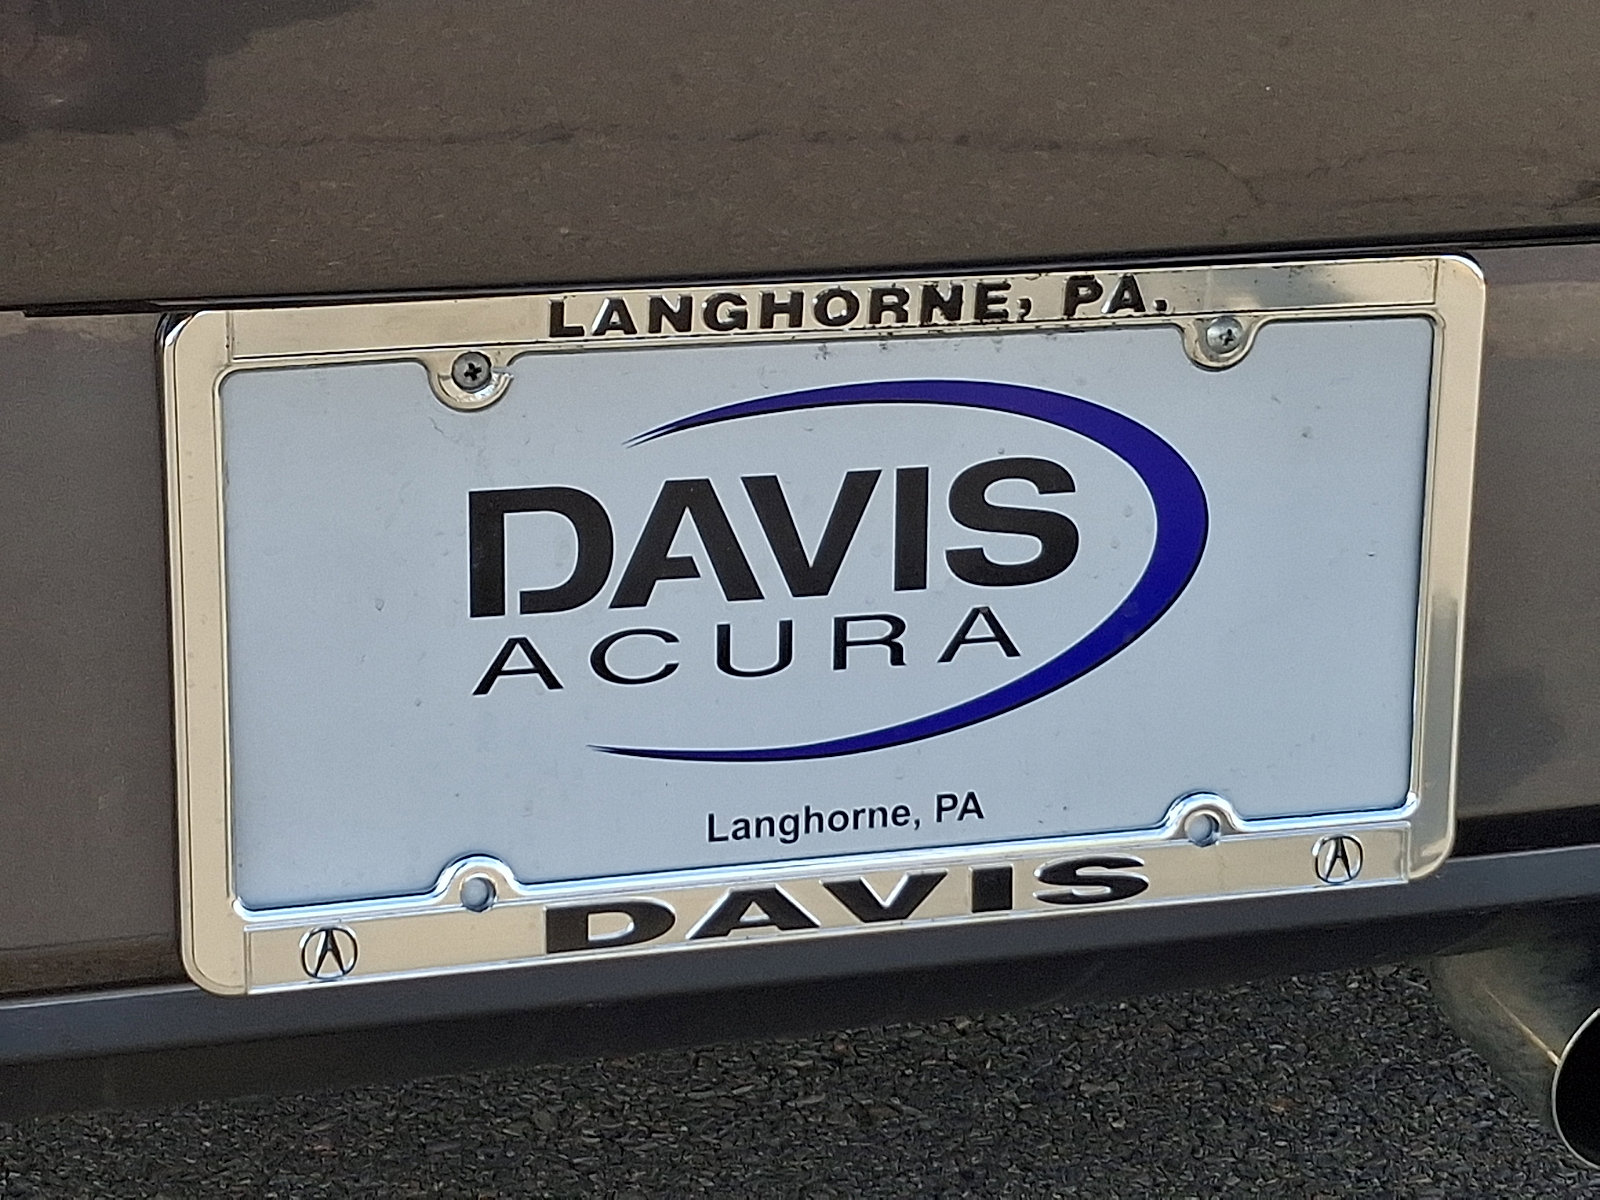 LANGHORNE, PA.
DAVIS
ACURA
Langhorne, PA
DAVIS